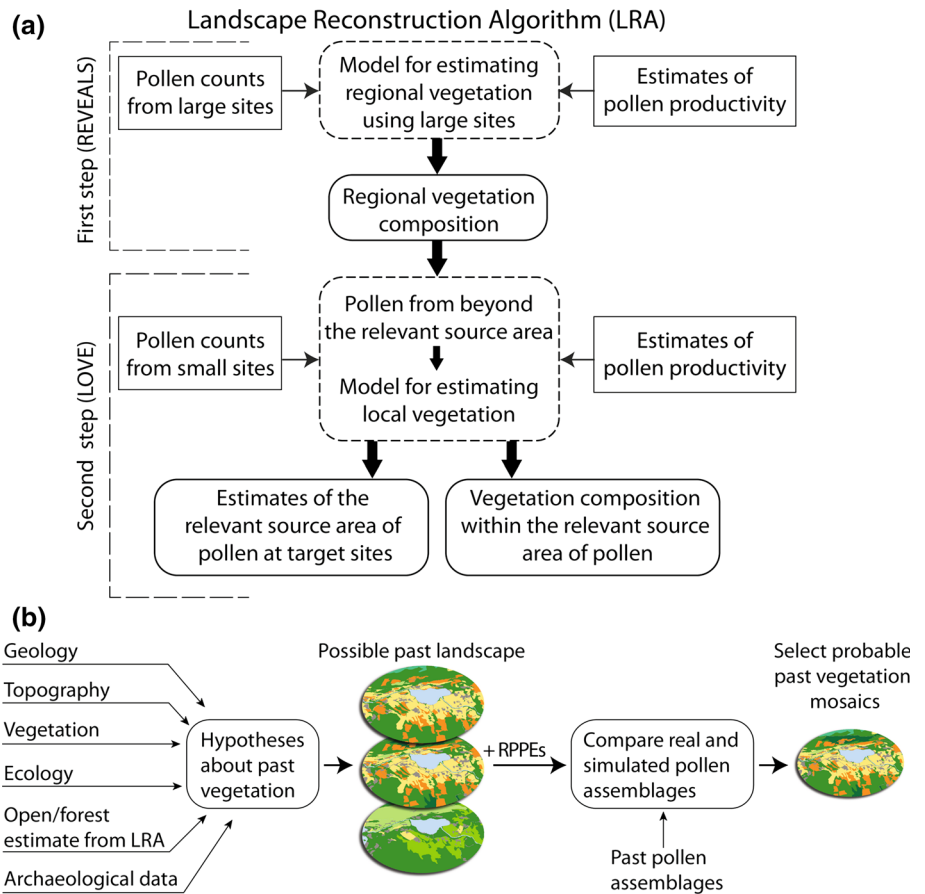 (a)
Landscape Reconstruction Algorithm (LRA)
First step (REVEALS)
Pollen counts
from large sites
Model for estimating
regional vegetation
using large sites
Estimates of
pollen productivity
Regional vegetation
composition
Second step (LOVE)
Pollen counts
from small sites
Pollen from beyond
the relevant source area
Model for estimating
local vegetation
Estimates of
pollen productivity
Estimates of the
relevant source area of
pollen at target sites
Vegetation composition
within the relevant source
area of pollen
(b)
Geology
Topography
Vegetation
Ecology
Open/forest
estimate from LRA
Archaeological data
Hypotheses
about past
vegetation
Possible past landscape
+ RPPEs
Compare real and
simulated pollen
assemblages
Past pollen
assemblages
Select probable
past vegetation
mosaics